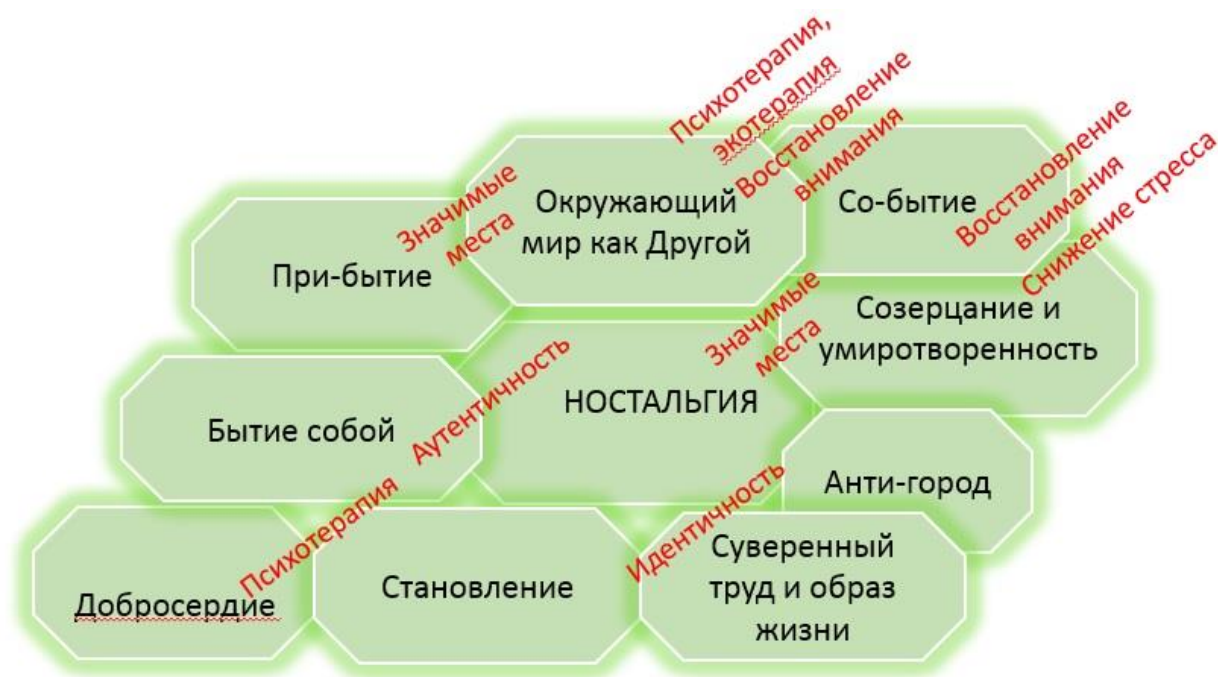 Психотерапия,
экотерапия
Восстановление
внимания
Значимые
места
Окружающий
мир как Другой
Со-бытие
Восстановление
внимания
Снижение стресса
При-бытие
Значимые
места
Созерцание и
умиротворенность
Аутентичность
НОСТАЛЬГИЯ
Бытие собой
Идентичность
Анти-город
Психотерапия
Добросердие
Становление
Суверенный
труд и образ
жизни